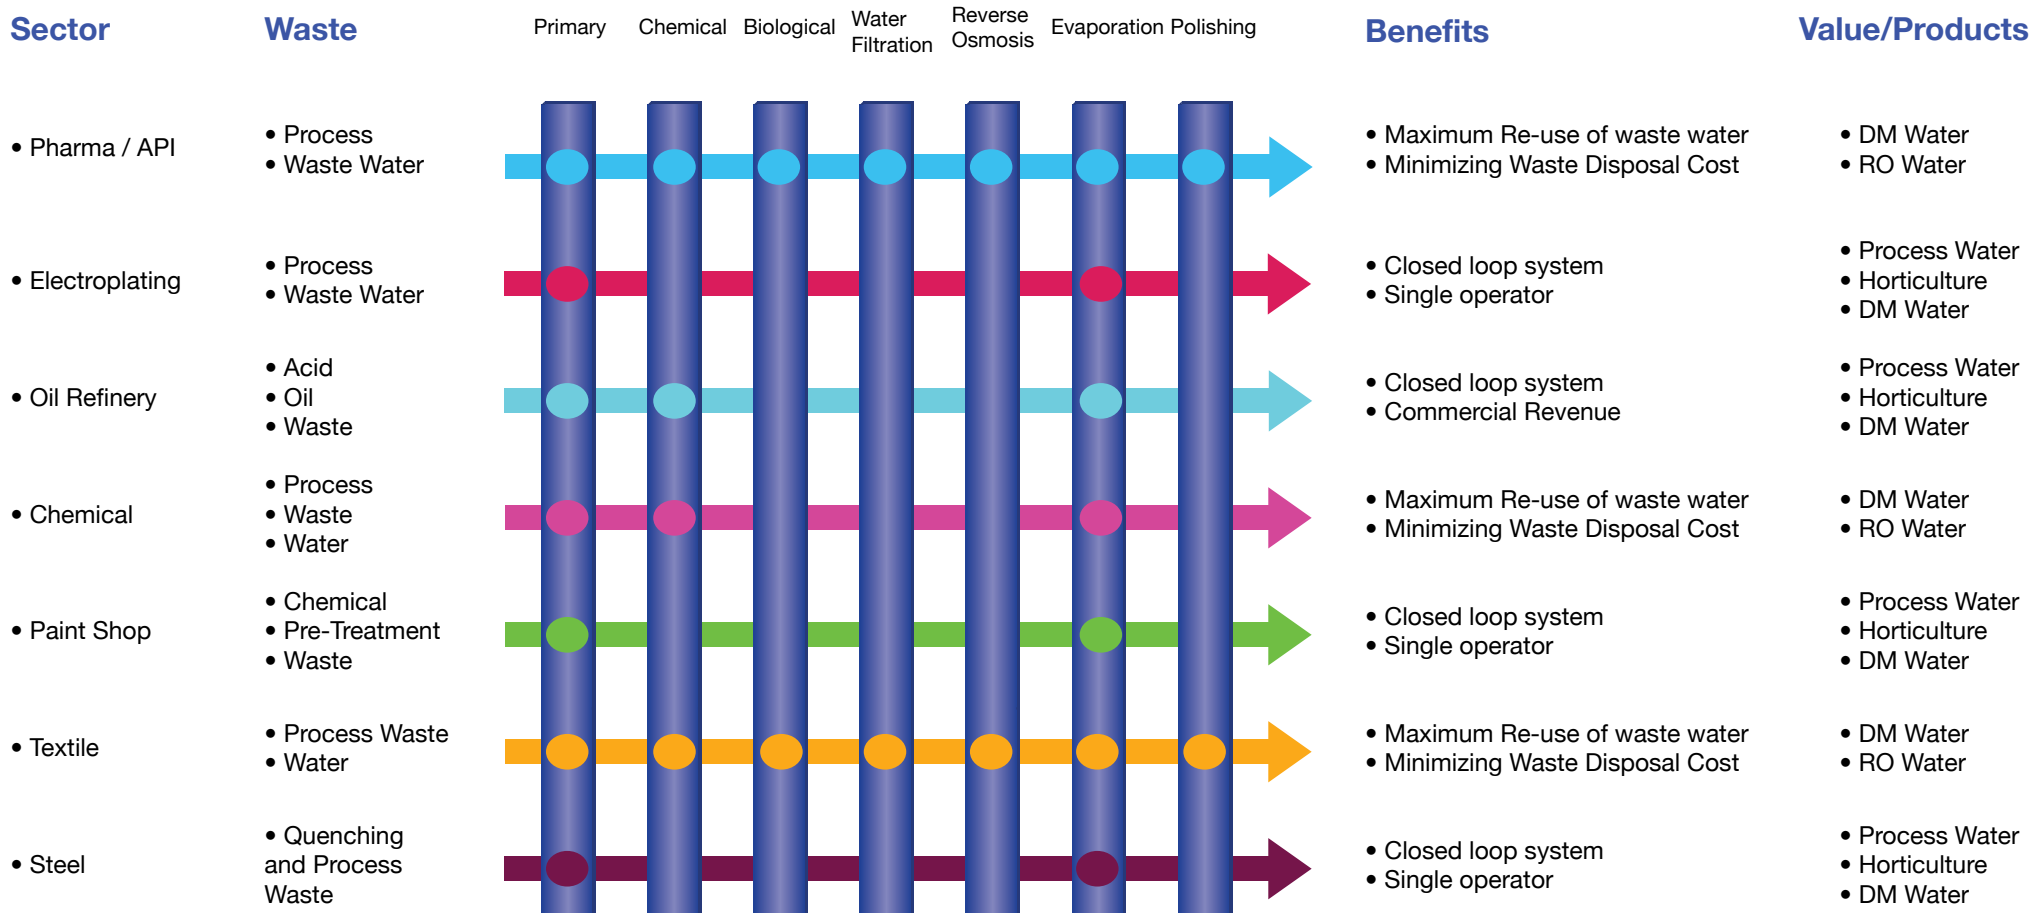 Sector
Waste
Primary
Chemical
Biological
Water
Filtration
Reverse
Osmosis
Evaporation
Polishing
Benefits
Value/Products
• Pharma / API
• Process
• Waste Water
• Maximum Re-use of waste water
• Minimizing Waste Disposal Cost
• DM Water
• RO Water
• Electroplating
• Process
• Waste Water
• Closed loop system
• Single operator
• Process Water
• Horticulture
• DM Water
• Oil Refinery
• Acid
• Oil
• Waste
• Closed loop system
• Commercial Revenue
• Process Water
• Horticulture
• DM Water
• Chemical
• Process
• Waste
• Water
• Maximum Re-use of waste water
• Minimizing Waste Disposal Cost
• DM Water
• RO Water
• Paint Shop
• Chemical
• Pre-Treatment
• Waste
• Closed loop system
• Single operator
• Process Water
• Horticulture
• DM Water
• Textile
• Process Waste
• Water
• Maximum Re-use of waste water
• Minimizing Waste Disposal Cost
• DM Water
• RO Water
• Steel
• Quenching
and Process
Waste
• Closed loop system
• Single operator
• Process Water
• Horticulture
• DM Water